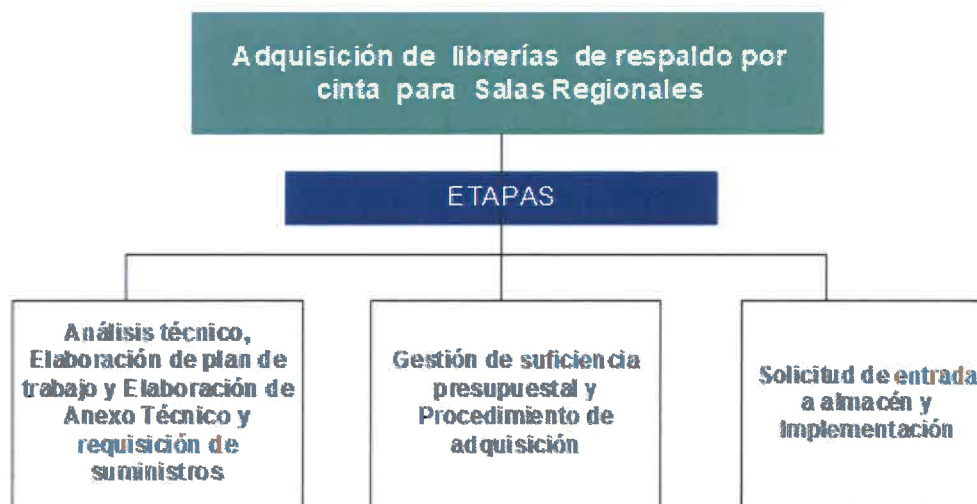 Adquisición de librerías de respaldo por
cinta para Salas Regionales
ETAPAS
Análisis técnico,
Elaboración de plan de
trabajo y Elaboración de
Anexo Técnico y
requisición de
suministros
Gestión de suficiencia
presupuestal y
Procedimiento de
adquisición
Solicitud de entrada
a almacén y
Implementación